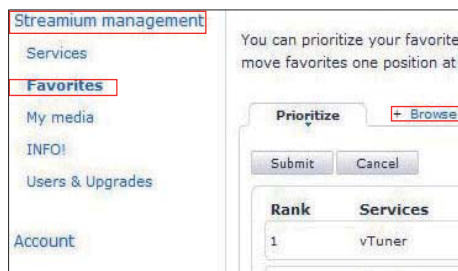 Streamium management
Services
Favorites
My media
INFO!
Users & Upgrades
Account
You can prioritize your favorite
move favorites one position at
Prioritize
+ Browse
Submit
Cancel
Rank Services
1 vTuner